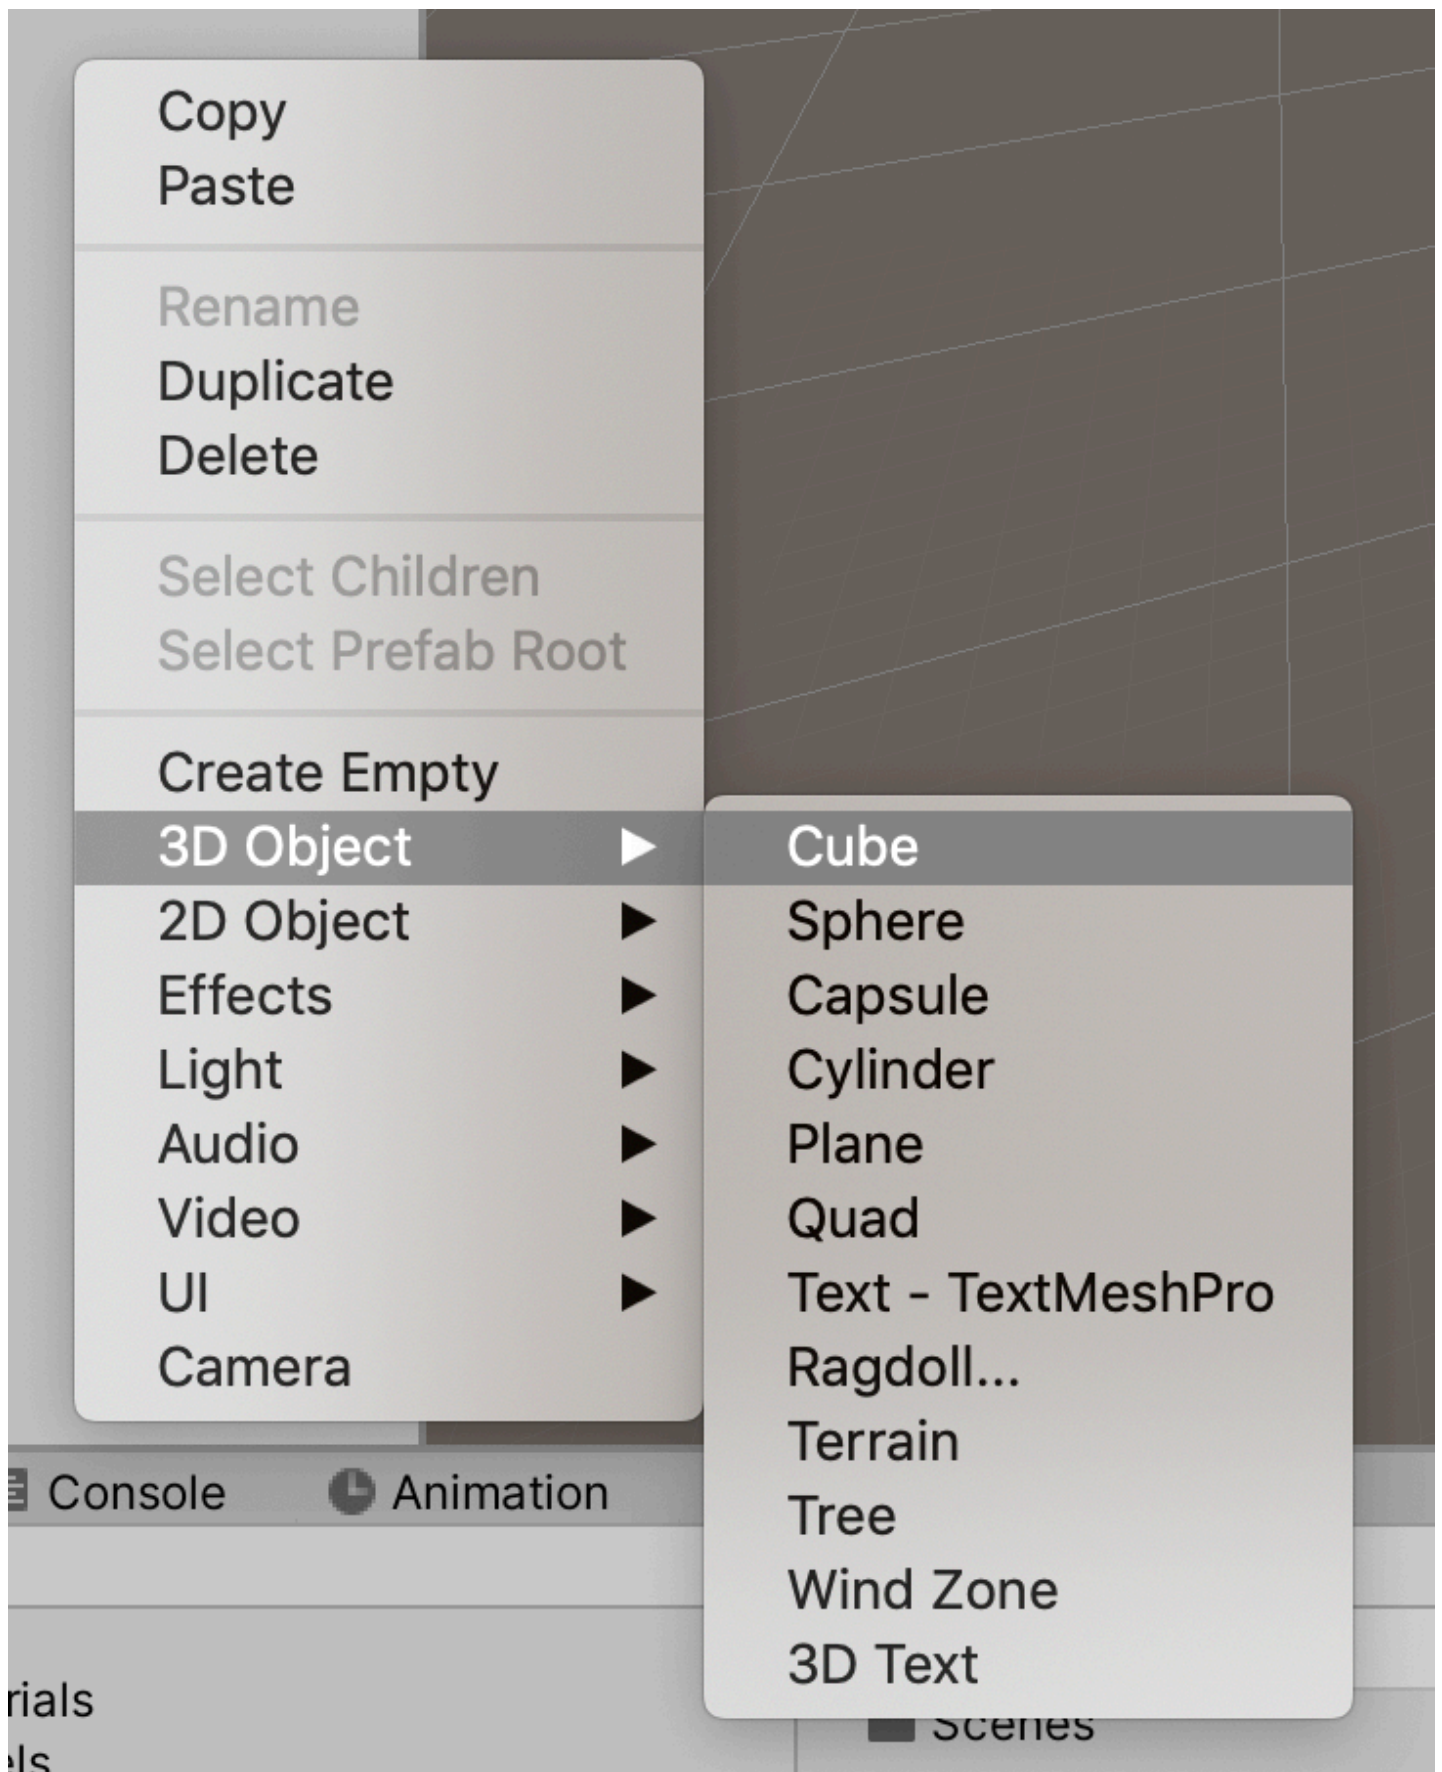 Copy
Paste
Rename
Duplicate
Delete
Select Children
Select Prefab Root
Create Empty
3D Object
2D Object
Effects
Light
Audio
Video
UI
Camera
Cube
Sphere
Capsule
Cylinder
Plane
Quad
Text - TextMeshPro
Ragdoll...
Terrain
Tree
Wind Zone
3D Text
Console
Animation
rials
els
Scenes